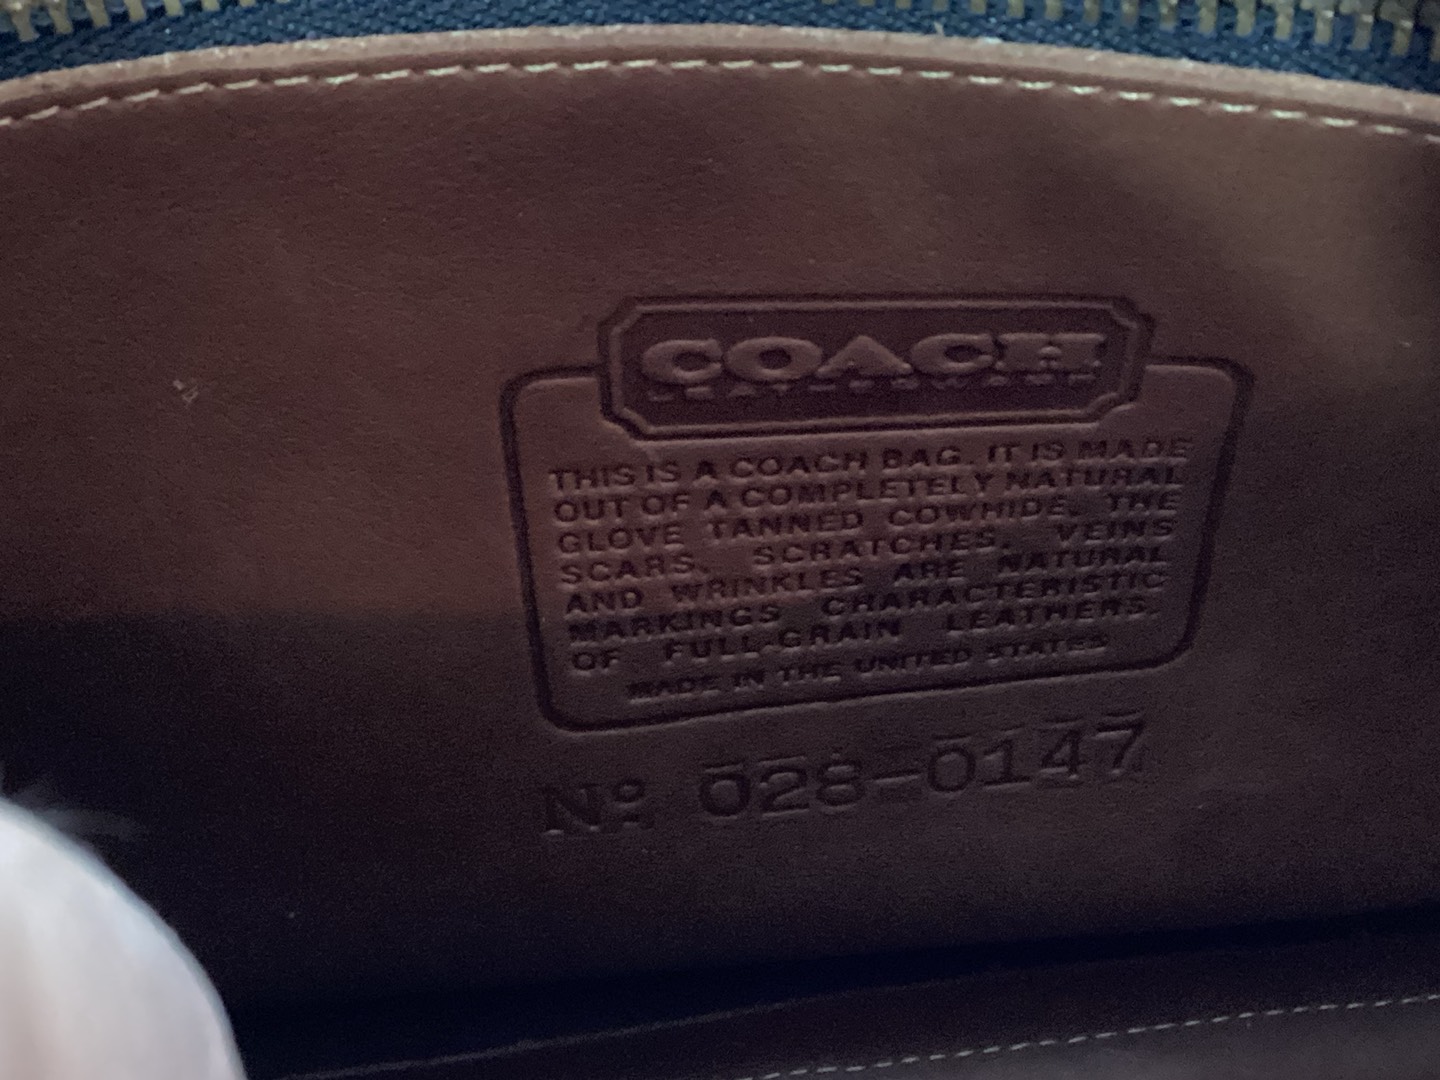 COACH
LEATHERWARE
THIS IS A COACH BAG. IT IS MADE
OUT OF A COMPLETELY NATURAL
GLOVE TANNED COWHIDE. THE
SCARS, SCRATCHES, VEINS
AND WRINKLES ARE NATURAL
MARKINGS CHARACTERISTIC
OF FULL-GRAIN LEATHERS.
MADE IN THE UNITED STATES
Nº 028-0147